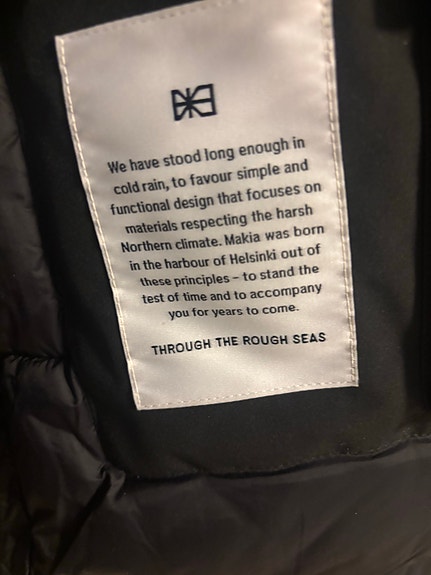 We have stood long enough in
cold rain, to favour simple and
functional design that focuses on
materials respecting the harsh
Northern climate. Makia was born
in the harbour of Helsinki out of
these principles – to stand the
test of time and to accompany
you for years to come.
THROUGH THE ROUGH SEAS